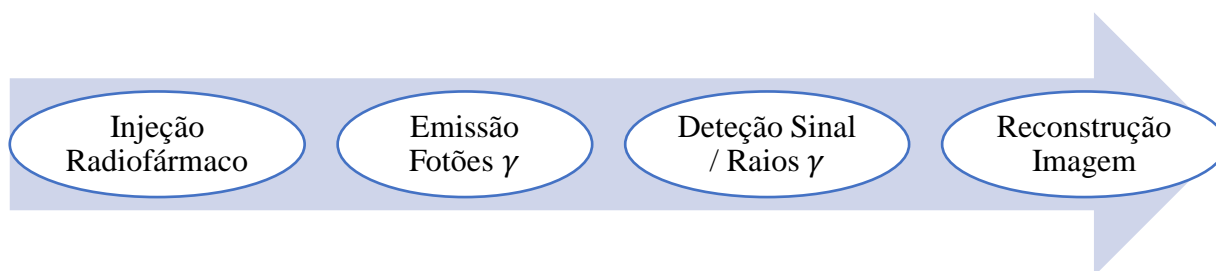 Injeção
Radiofármaco
Emissão
Fotões γ
Deteção Sinal
/ Raios γ
Reconstrução
Imagem